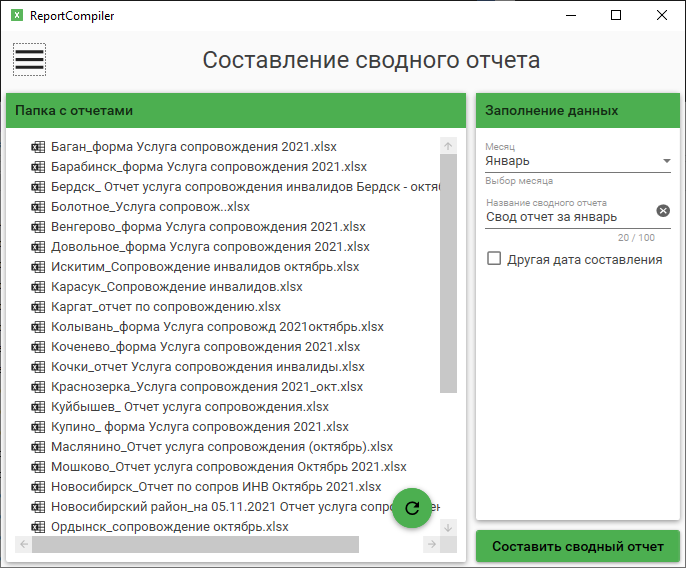 ReportCompiler
Составление сводного отчета
Папка с отчетами
Баган_форма Услуга сопровождения 2021.xlsx
Барабинск_форма Услуга сопровождения 2021.xlsx
Бердск_ Отчет услуга сопровождения инвалидов Бердск - октя
Болотное_Услуга сопровож..xlsx
Венгерово_форма Услуга сопровождения 2021.xlsx
Довольное_форма Услуга сопровождения 2021.xlsx
Искитим_Сопровождение инвалидов октябрь.xlsx
Карасук_Сопровождение инвалидов.xlsx
Каргат_отчет по сопровождению.xlsx
Колывань_форма Услуга сопровожд 2021октябрь.xlsx
Коченево_форма Услуга сопровождения 2021.xlsx
Кочки_отчет Услуга сопровождения инвалиды.xlsx
Краснозерка_Услуга сопровождения 2021_окт.xlsx
Куйбышев_ Отчет услуга сопровождения.xlsx
Купино_ форма Услуга сопровождения 2021.xlsx
Маслянино_Отчет услуга сопровождения (октябрь).xlsx
Мошково_Отчет услуга сопровождения Октябрь 2021.xlsx
Новосибирск_Отчет по сопров ИНВ Октябрь 2021.xlsx
Новосибирский район_на 05.11.2021 Отчет услуга сопр
Ордынск_сопровождение октябрь.xlsx
Заполнение данных
Месяц
Январь
Выбор месяца
Название сводного отчета
Свод отчет за январь
20 / 100
Другая дата составления
Составить сводный отчет